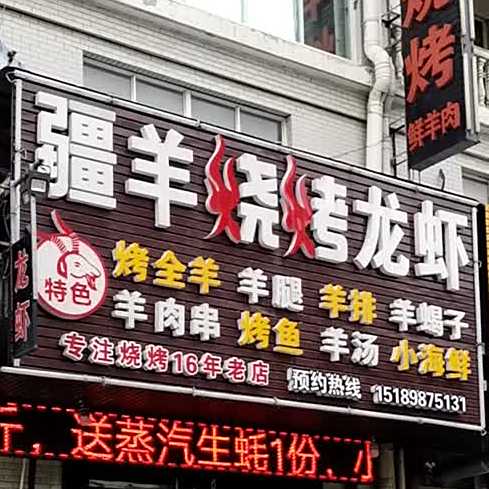 疆羊烧烤龙虾
特色
烤全羊 羊腿 羊排 羊蝎子
羊肉串 烤鱼 羊汤 小海鲜
专注烧烤16年老店 预约热线 15189875131
龙虾
烧烤
鲜羊肉
，送蒸汽生蚝1份、小